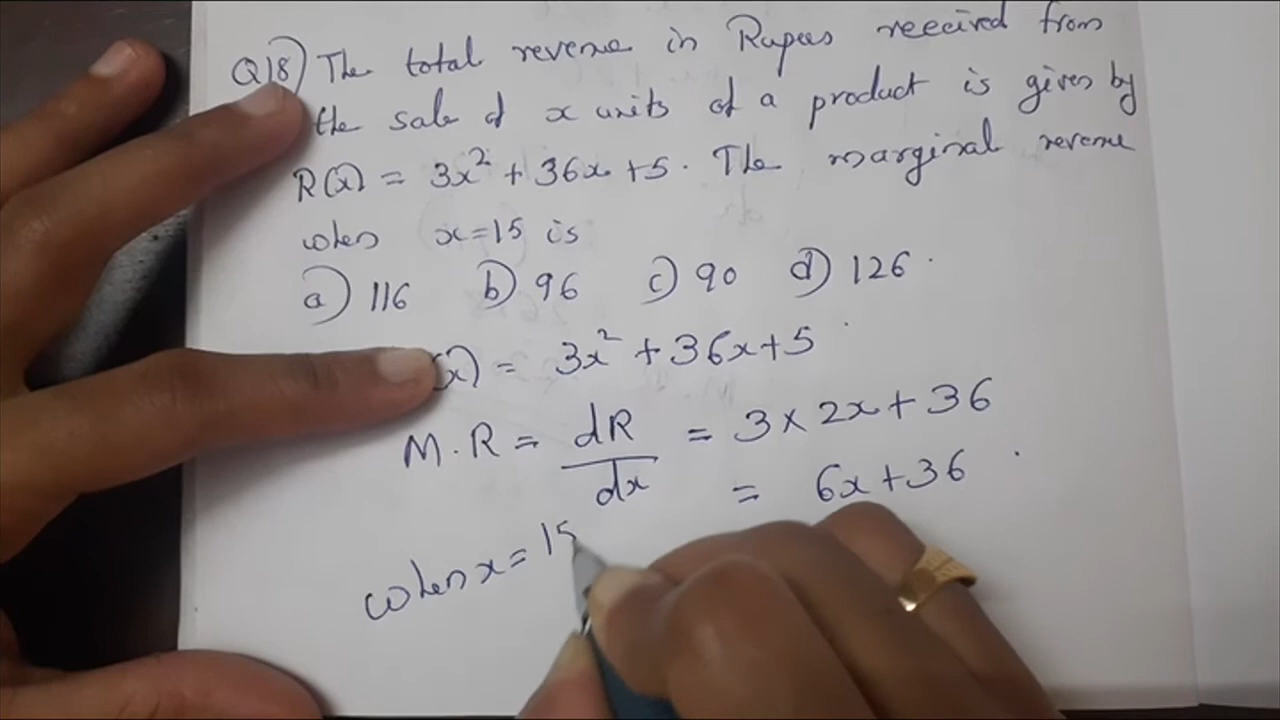 Q18) The total revenue in Rupees received from
the sale of x units of a product is given by
R(x) = 3x² + 36x + 5. The marginal revenue
when x=15 is
a) 116 b) 96 c) 90 d) 126.
(x) = 3x² + 36x + 5
M.R = dR/dx = 3 × 2x + 36
= 6x + 36
when x = 15